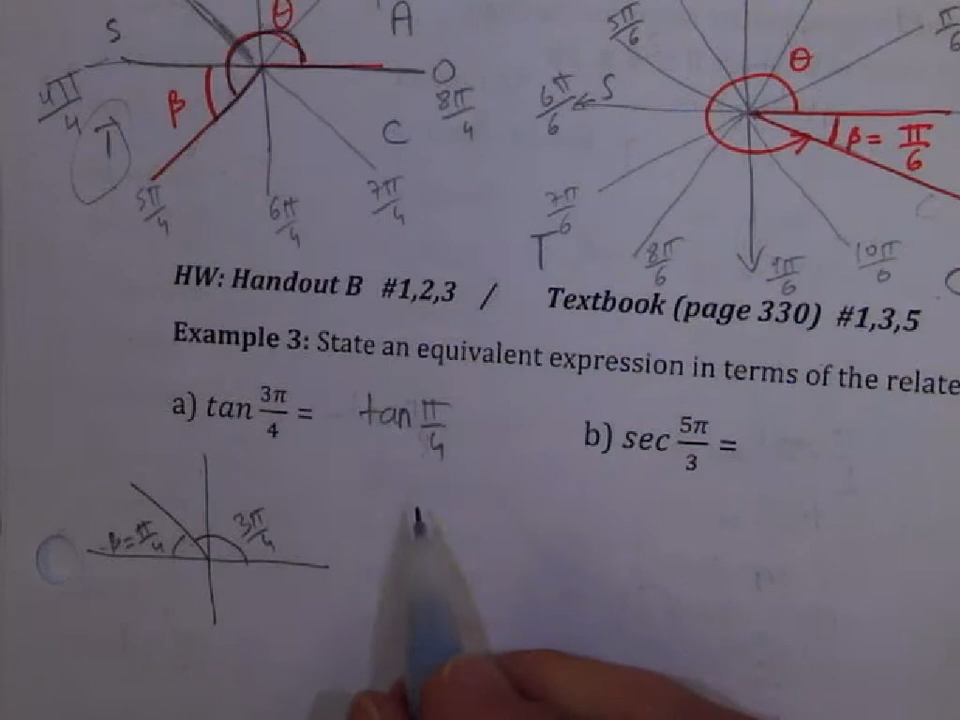 θ
A
S
4π/4
β
0
8π/4
T
C
5π/4
6π/4
7π/4
5π/6
π/6
θ
6π/6
S
β = π/6
7π/6
T
8π/6
9π/6
10π/6
C
HW: Handout B #1,2,3 / Textbook (page 330) #1,3,5
Example 3: State an equivalent expression in terms of the relate
a) tan 3π/4 = tan π/4
b) sec 5π/3 =
β = π/4
3π/4